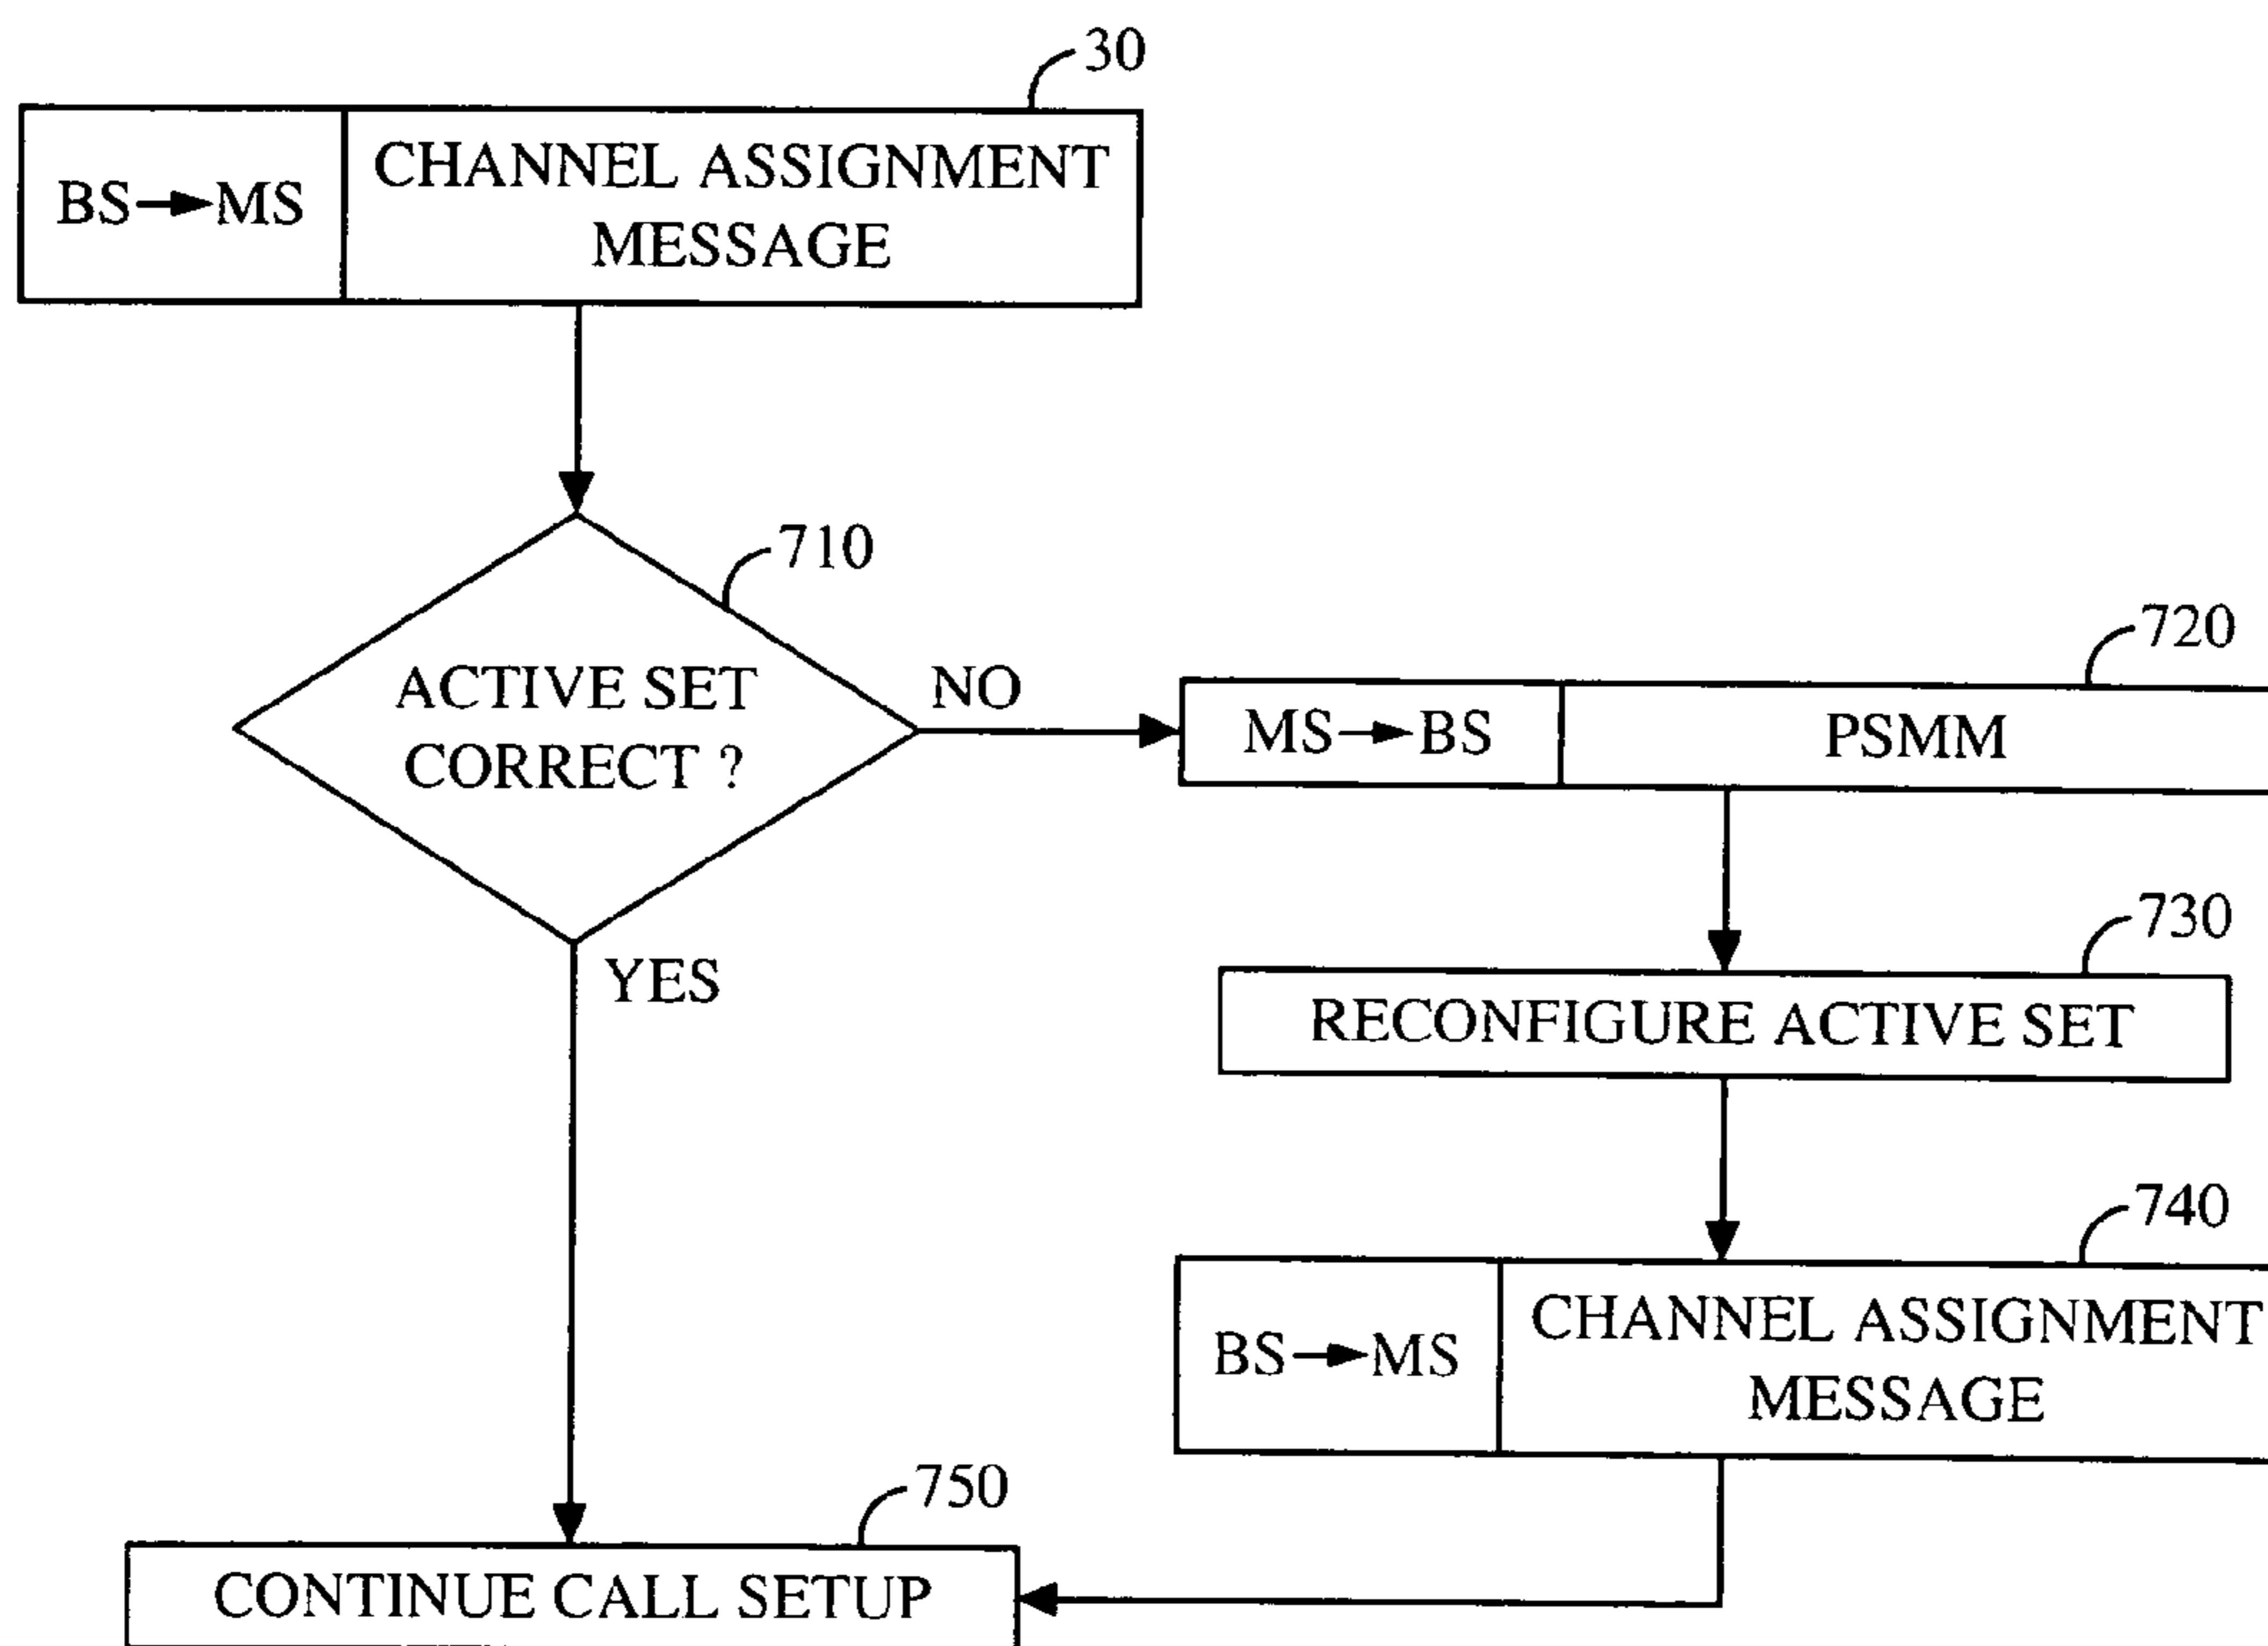 30
BS→MS
CHANNEL ASSIGNMENT
MESSAGE
710
ACTIVE SET
CORRECT ?
NO
YES
720
MS→BS
PSMM
730
RECONFIGURE ACTIVE SET
740
BS→MS
CHANNEL ASSIGNMENT
MESSAGE
750
CONTINUE CALL SETUP